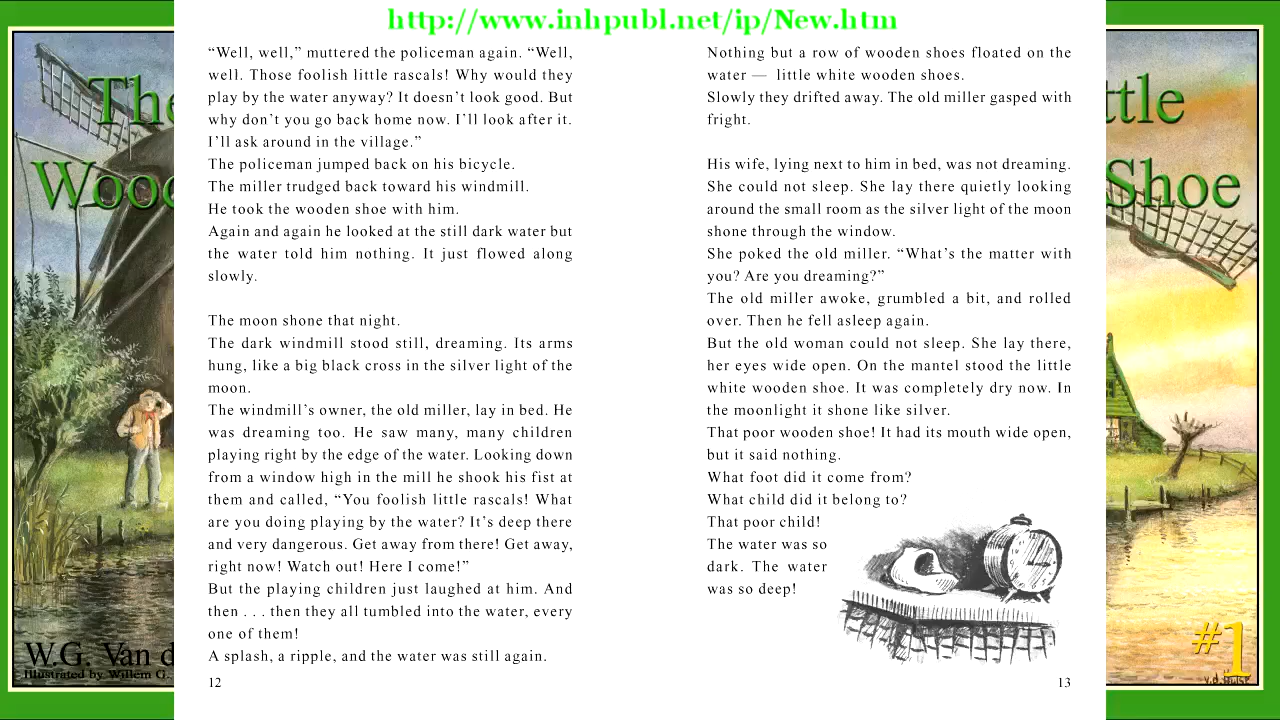 http://www.inhpubl.net/ip/New.htm
The
Wood
W.G. Van d
Illustrated by Willem G.
“Well, well,” muttered the policeman again. “Well,
well. Those foolish little rascals! Why would they
play by the water anyway? It doesn’t look good. But
why don’t you go back home now. I’ll look after it.
I’ll ask around in the village.”
The policeman jumped back on his bicycle.
The miller trudged back toward his windmill.
He took the wooden shoe with him.
Again and again he looked at the still dark water but
the water told him nothing. It just flowed along
slowly.
The moon shone that night.
The dark windmill stood still, dreaming. Its arms
hung, like a big black cross in the silver light of the
moon.
The windmill’s owner, the old miller, lay in bed. He
was dreaming too. He saw many, many children
playing right by the edge of the water. Looking down
from a window high in the mill he shook his fist at
them and called, “You foolish little rascals! What
are you doing playing by the water? It’s deep there
and very dangerous. Get away from there! Get away,
right now! Watch out! Here I come!”
But the playing children just laughed at him. And
then . . . then they all tumbled into the water, every
one of them!
A splash, a ripple, and the water was still again.
12
Nothing but a row of wooden shoes floated on the
water — little white wooden shoes.
Slowly they drifted away. The old miller gasped with
fright.
His wife, lying next to him in bed, was not dreaming.
She could not sleep. She lay there quietly looking
around the small room as the silver light of the moon
shone through the window.
She poked the old miller. “What’s the matter with
you? Are you dreaming?”
The old miller awoke, grumbled a bit, and rolled
over. Then he fell asleep again.
But the old woman could not sleep. She lay there,
her eyes wide open. On the mantel stood the little
white wooden shoe. It was completely dry now. In
the moonlight it shone like silver.
That poor wooden shoe! It had its mouth wide open,
but it said nothing.
What foot did it come from?
What child did it belong to?
That poor child!
The water was so
dark. The water
was so deep!
13
ttle
Shoe
#1